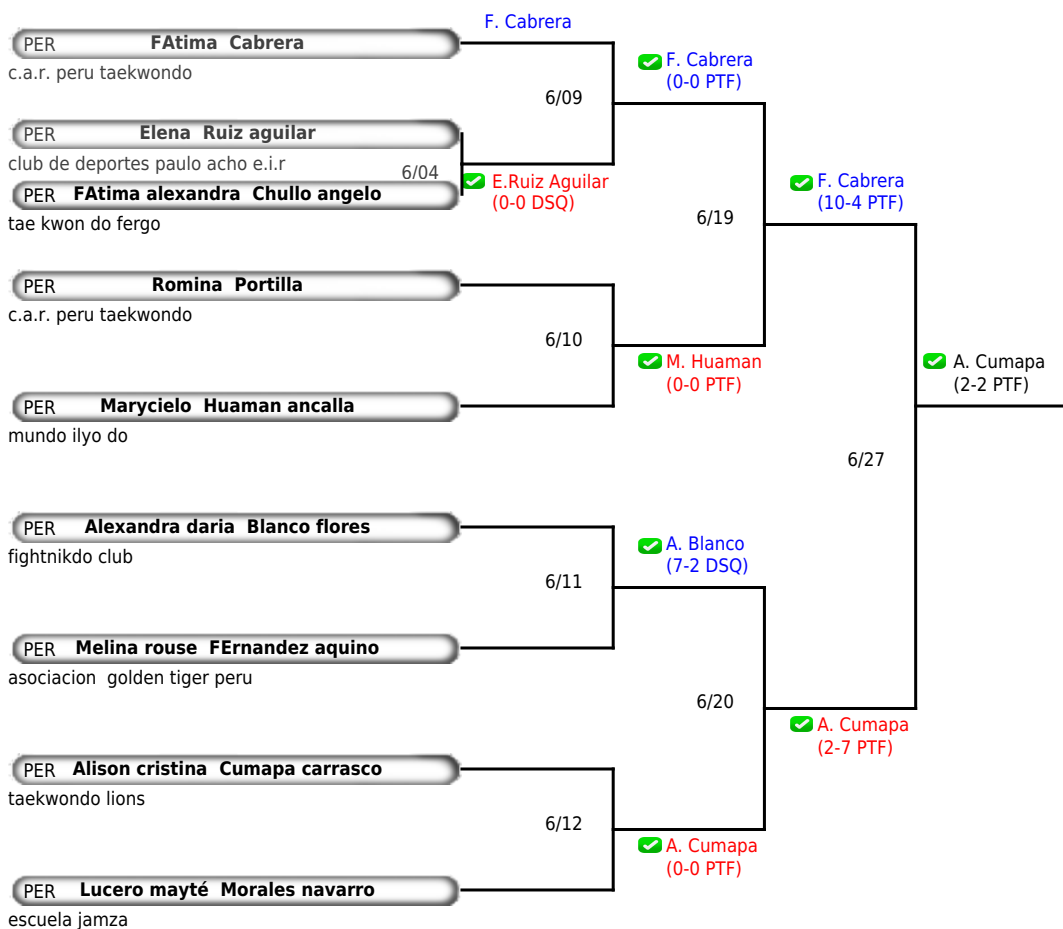 F. Cabrera
PER FAtima Cabrera
c.a.r. peru taekwondo
F. Cabrera
(0-0 PTF)
6/09
PER Elena Ruiz aguilar
club de deportes paulo acho e.i.r
6/04
E.Ruiz Aguilar
(0-0 DSQ)
PER FAtima alexandra Chullo angelo
tae kwon do fergo
F. Cabrera
(10-4 PTF)
6/19
PER Romina Portilla
c.a.r. peru taekwondo
6/10
M. Huaman
(0-0 PTF)
A. Cumapa
(2-2 PTF)
PER Marycielo Huaman ancalla
mundo ilyo do
6/27
PER Alexandra daria Blanco flores
fightnikdo club
A. Blanco
(7-2 DSQ)
6/11
PER Melina rouse FErnandez aquino
asociacion golden tiger peru
6/20
A. Cumapa
(2-7 PTF)
PER Alison cristina Cumapa carrasco
taekwondo lions
6/12
A. Cumapa
(0-0 PTF)
PER Lucero mayté Morales navarro
escuela jamza